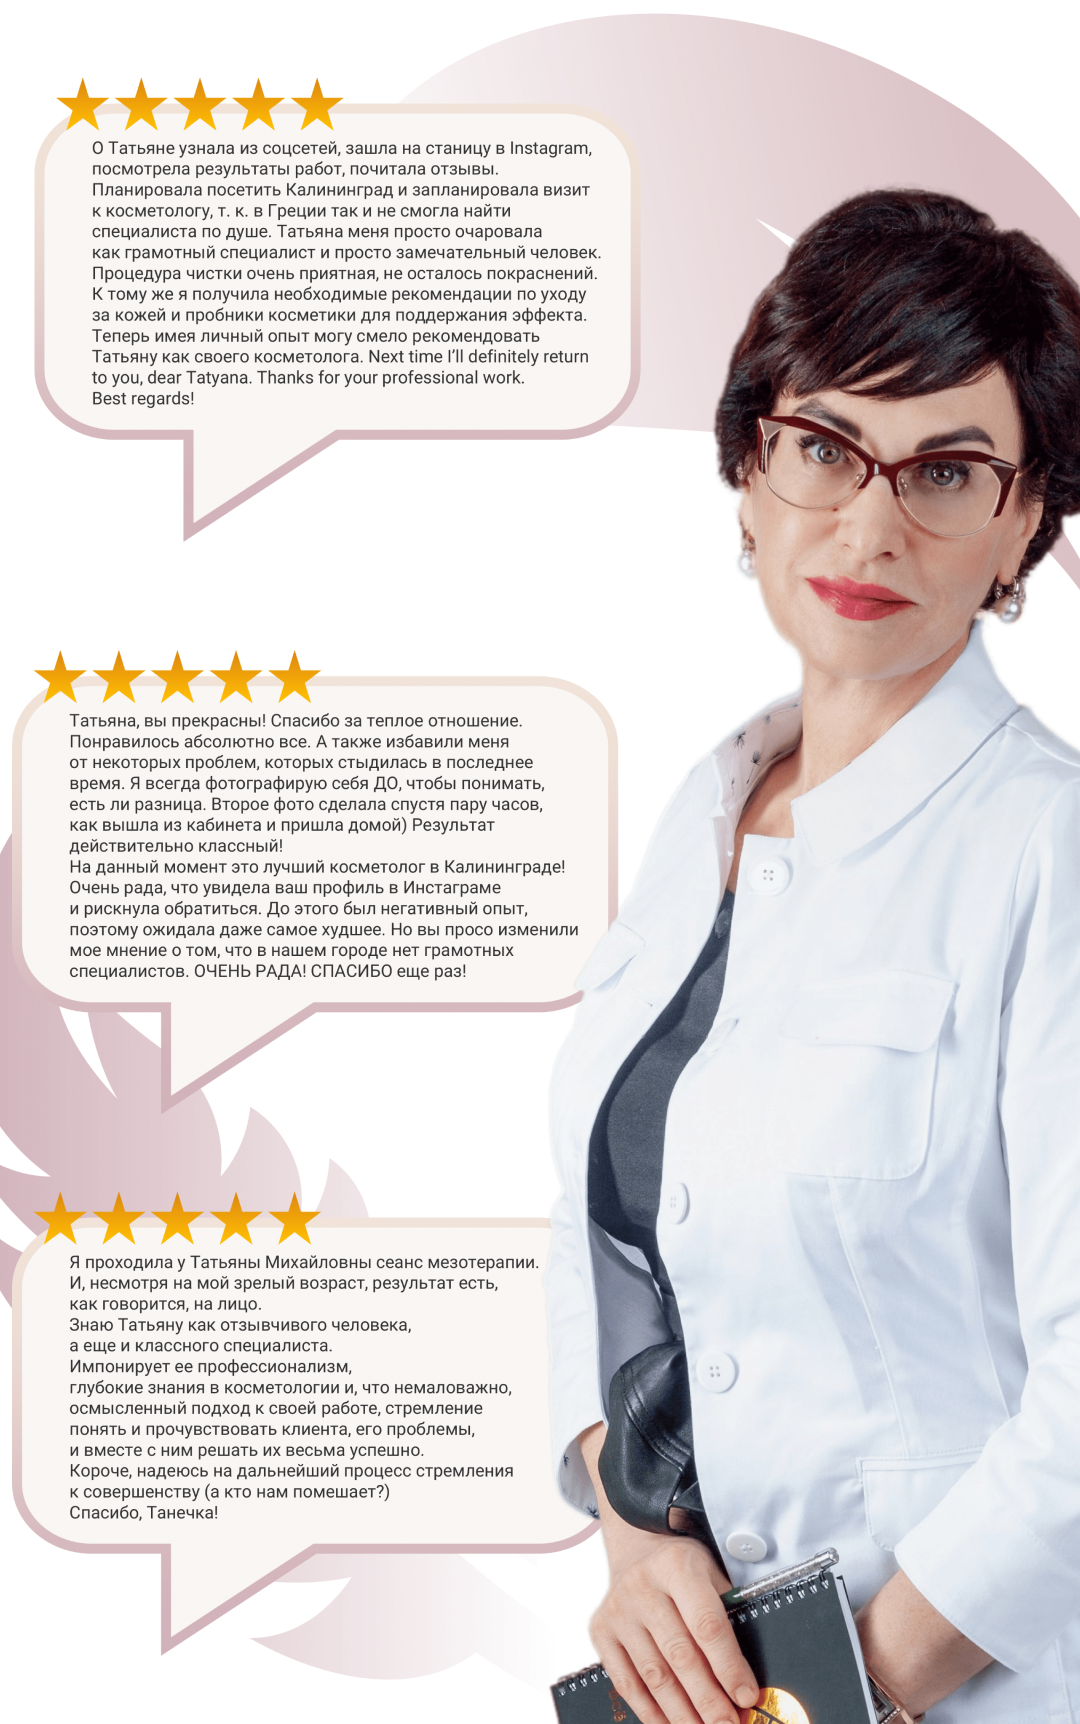 О Татьяне узнала из соцсетей, зашла на станицу в Instagram,
посмотрела результаты работ, почитала отзывы.
Планировала посетить Калининград и запланировала визит
к косметологу, т. к. в Греции так и не смогла найти
специалиста по душе. Татьяна меня просто очаровала
как грамотный специалист и просто замечательный человек.
Процедура чистки очень приятная, не осталось покраснений.
К тому же я получила необходимые рекомендации по уходу
за кожей и пробники косметики для поддержания эффекта.
Теперь имея личный опыт могу смело рекомендовать
Татьяну как своего косметолога. Next time I’ll definitely return
to you, dear Tatyana. Thanks for your professional work.
Best regards!
Татьяна, вы прекрасны! Спасибо за теплое отношение.
Понравилось абсолютно все. А также избавили меня
от некоторых проблем, которых стыдилась в последнее
время. Я всегда фотографирую себя ДО, чтобы понимать,
есть ли разница. Второе фото сделала спустя пару часов,
как вышла из кабинета и пришла домой) Результат
действительно классный!
На данный момент это лучший косметолог в Калининграде!
Очень рада, что увидела ваш профиль в Инстаграме
и рискнула обратиться. До этого был негативный опыт,
поэтому ожидала даже самое худшее. Но вы просо изменили
мое мнение о том, что в нашем городе нет грамотных
специалистов. ОЧЕНЬ РАДА! СПАСИБО еще раз!
Я проходила у Татьяны Михайловны сеанс мезотерапии.
И, несмотря на мой зрелый возраст, результат есть,
как говорится, на лицо.
Знаю Татьяну как отзывчивого человека,
а еще и классного специалиста.
Импонирует ее профессионализм,
глубокие знания в косметологии и, что немаловажно,
осмысленный подход к своей работе, стремление
понять и прочувствовать клиента, его проблемы,
и вместе с ним решать их весьма успешно.
Короче, надеюсь на дальнейший процесс стремления
к совершенству (а кто нам помешает?)
Спасибо, Танечка!